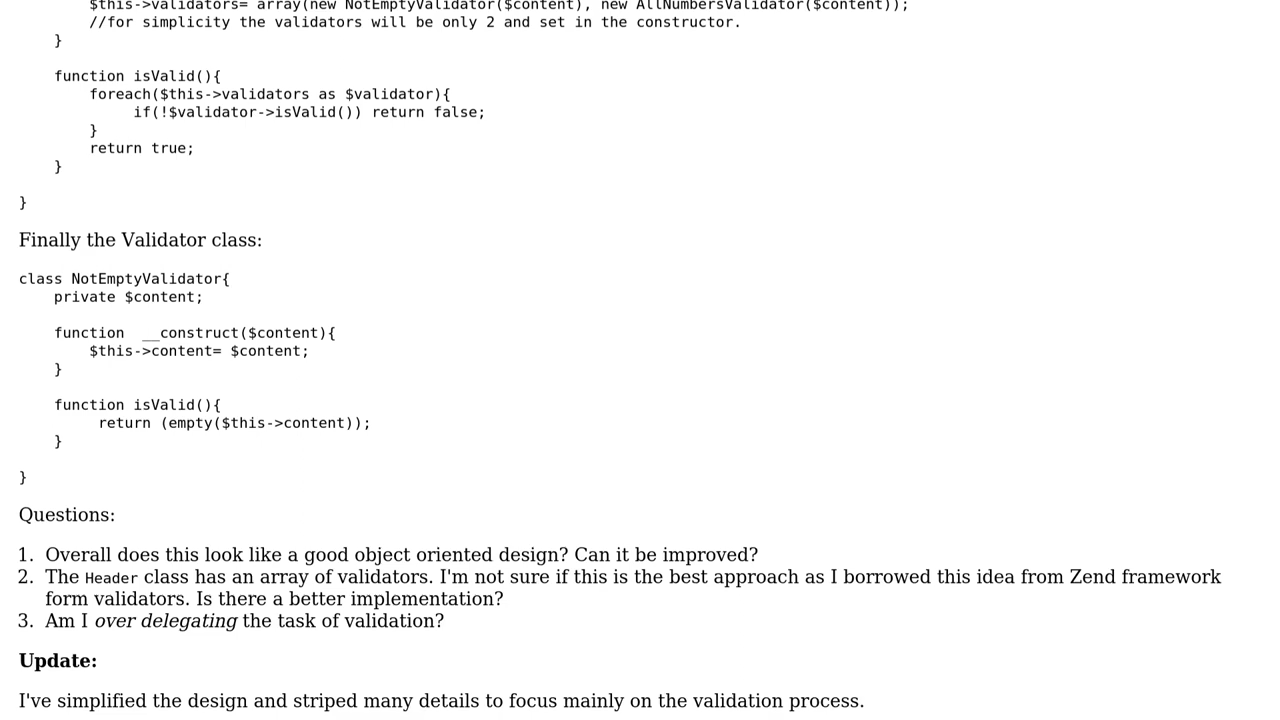 $this->validators= array(new NotEmptyValidator($content), new AllNumbersValidator($content));
//for simplicity the validators will be only 2 and set in the constructor.
}
function isValid(){
foreach($this->validators as $validator){
if(!$validator->isValid()) return false;
}
return true;
}
}
Finally the Validator class:
class NotEmptyValidator{
private $content;
function  __construct($content){
$this->content= $content;
}
function isValid(){
return (empty($this->content));
}
}
Questions:
1. Overall does this look like a good object oriented design? Can it be improved?
2. The Header class has an array of validators. I'm not sure if this is the best approach as I borrowed this idea from Zend framework
form validators. Is there a better implementation?
3. Am I over delegating the task of validation?
Update:
I've simplified the design and striped many details to focus mainly on the validation process.